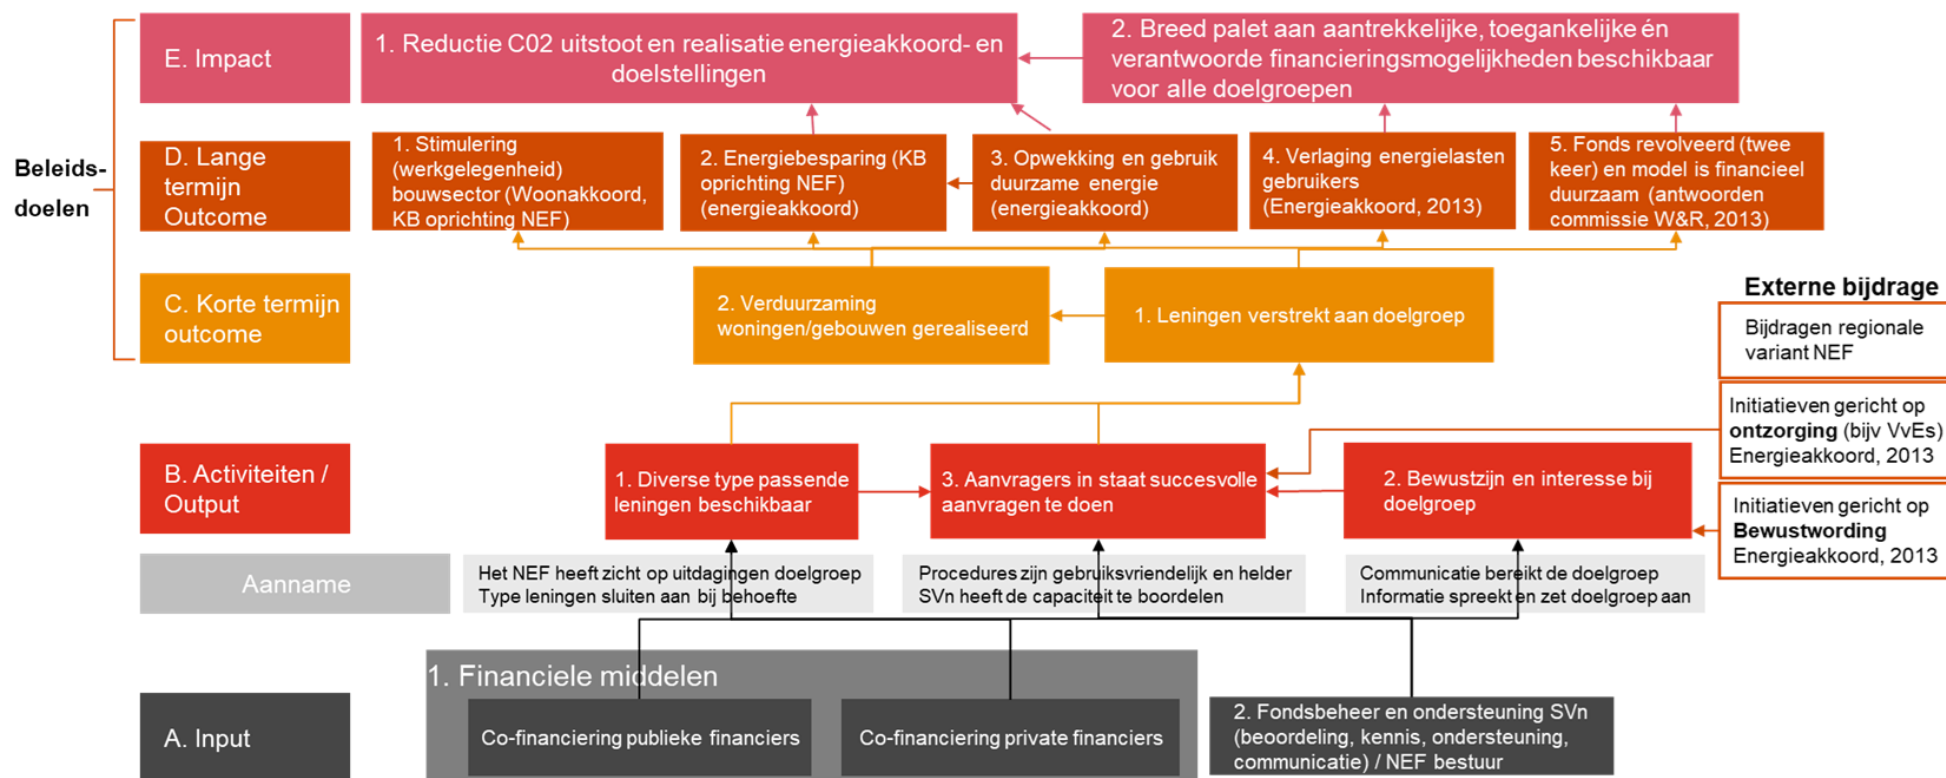 E. Impact
1. Reductie C02 uitstoot en realisatie energieakkoord- en
doelstellingen
2. Breed palet aan aantrekkelijke, toegankelijke én
verantwoorde financieringsmogelijkheden beschikbaar
voor alle doelgroepen
Beleids-
doelen
D. Lange
termijn
Outcome
1. Stimulering
(werkgelegenheid)
bouwsector (Woonakkoord,
KB oprichting NEF)
2. Energiebesparing (KB
oprichting NEF)
(energieakkoord)
3. Opwekking en gebruik
duurzame energie
(energieakkoord)
4. Verlaging energielasten
gebruikers
(Energieakkoord, 2013)
5. Fonds revolveerd (twee
keer) en model is financieel
duurzaam (antwoorden
commissie W&R, 2013)
C. Korte termijn
outcome
2. Verduurzaming
woningen/gebouwen gerealiseerd
1. Leningen verstrekt aan doelgroep
Externe bijdrage
Bijdragen regionale
variant NEF
Initiatieven gericht op
ontzorging (bijv VvEs)
Energieakkoord, 2013
Initiatieven gericht op
Bewustwording
Energieakkoord, 2013
B. Activiteiten /
Output
1. Diverse type passende
leningen beschikbaar
3. Aanvragers in staat succesvolle
aanvragen te doen
2. Bewustzijn en interesse bij
doelgroep
Aanname
Het NEF heeft zicht op uitdagingen doelgroep
Type leningen sluiten aan bij behoefte
Procedures zijn gebruiksvriendelijk en helder
SVn heeft de capaciteit te boordelen
Communicatie bereikt de doelgroep
Informatie spreekt en zet doelgroep aan
A. Input
1. Financiele middelen
Co-financiering publieke financiers
Co-financiering private financiers
2. Fondsbeheer en ondersteuning SVn
(beoordeling, kennis, ondersteuning,
communicatie) / NEF bestuur